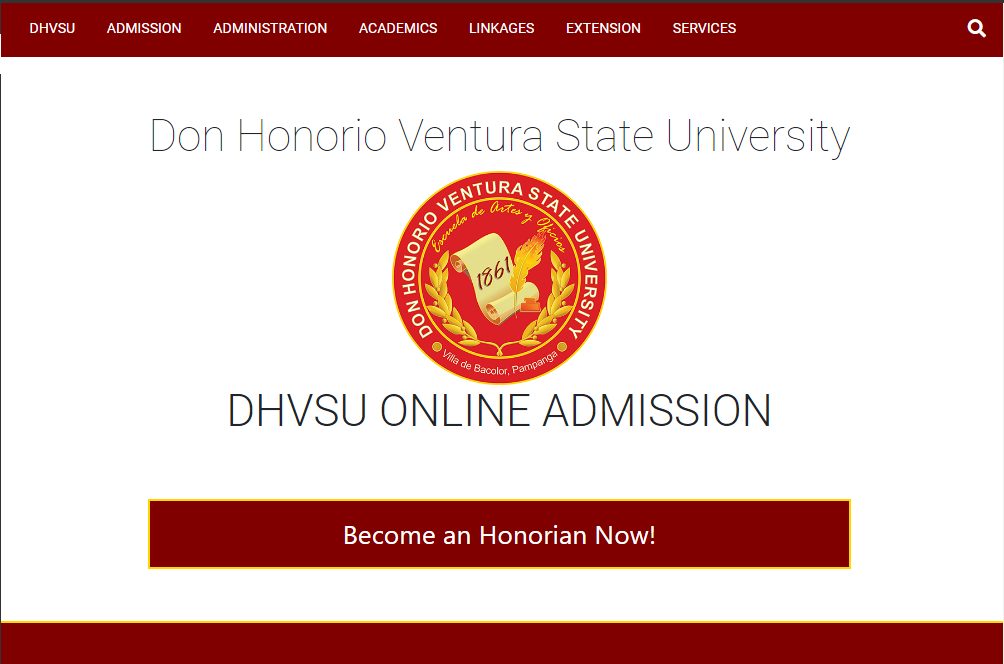 DHVSU ADMISSION ADMINISTRATION ACADEMICS LINKAGES EXTENSION SERVICES
Don Honorio Ventura State University
DON HONORIO VENTURA STATE UNIVERSITY
Escuela de Artes y Oficios
1861
Villa de Bacolor, Pampanga
DHVSU ONLINE ADMISSION
Become an Honorian Now!